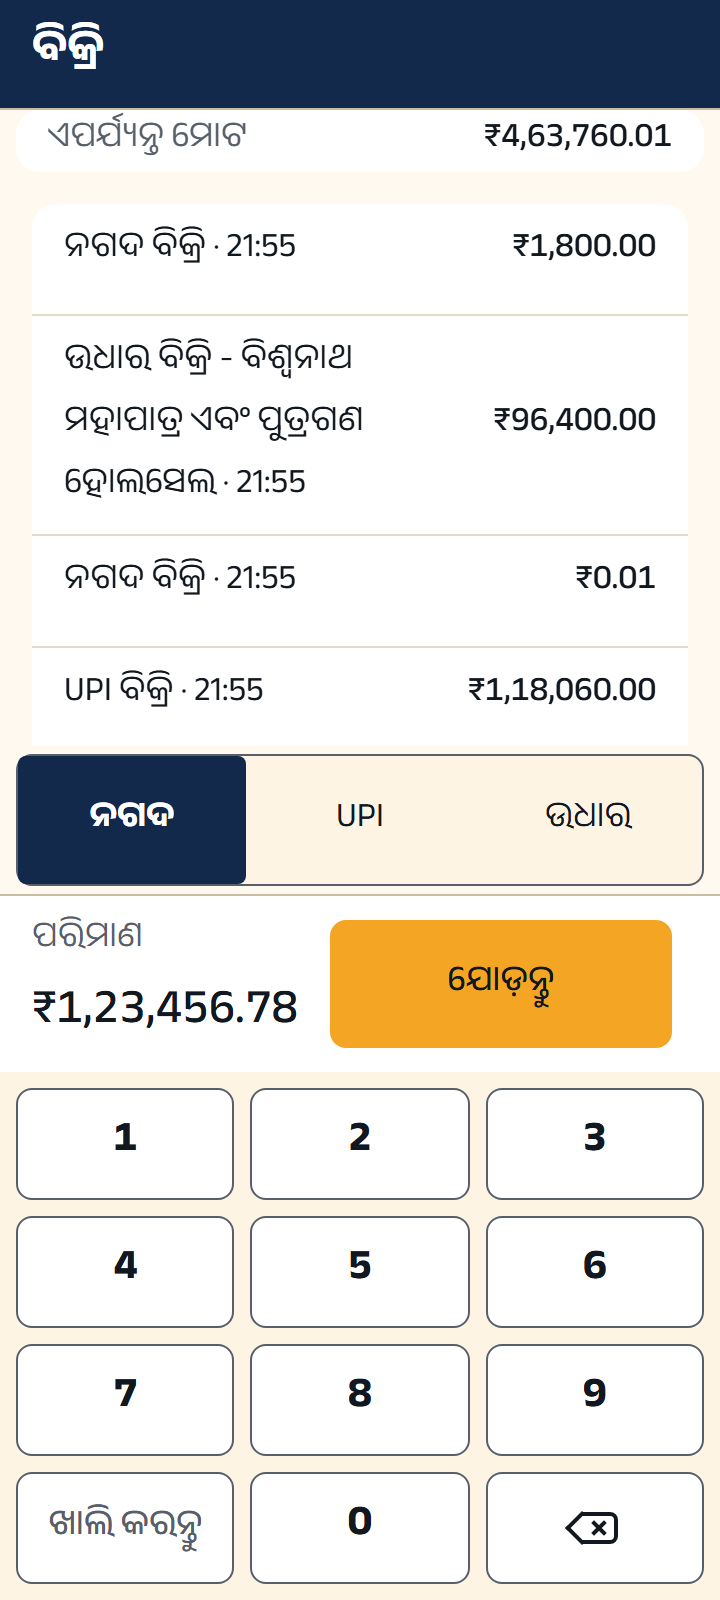 ବିକ୍ରି
ଏପର୍ଯ୍ୟନ୍ତ ମୋଟ ₹4,63,760.01
ନଗଦ ବିକ୍ରି · 21:55 ₹1,800.00
ଉଧାର ବିକ୍ରି - ବିଶ୍ୱନାଥ
ମହାପାତ୍ର ଏବଂ ପୁତ୍ରଗଣ ₹96,400.00
ହୋଲସେଲ · 21:55
ନଗଦ ବିକ୍ରି · 21:55 ₹0.01
UPI ବିକ୍ରି · 21:55 ₹1,18,060.00
ନଗଦ UPI ଉଧାର
ପରିମାଣ
₹1,23,456.78 ଯୋଡ଼ନ୍ତୁ
1 2 3
4 5 6
7 8 9
ଖାଲି କରନ୍ତୁ 0